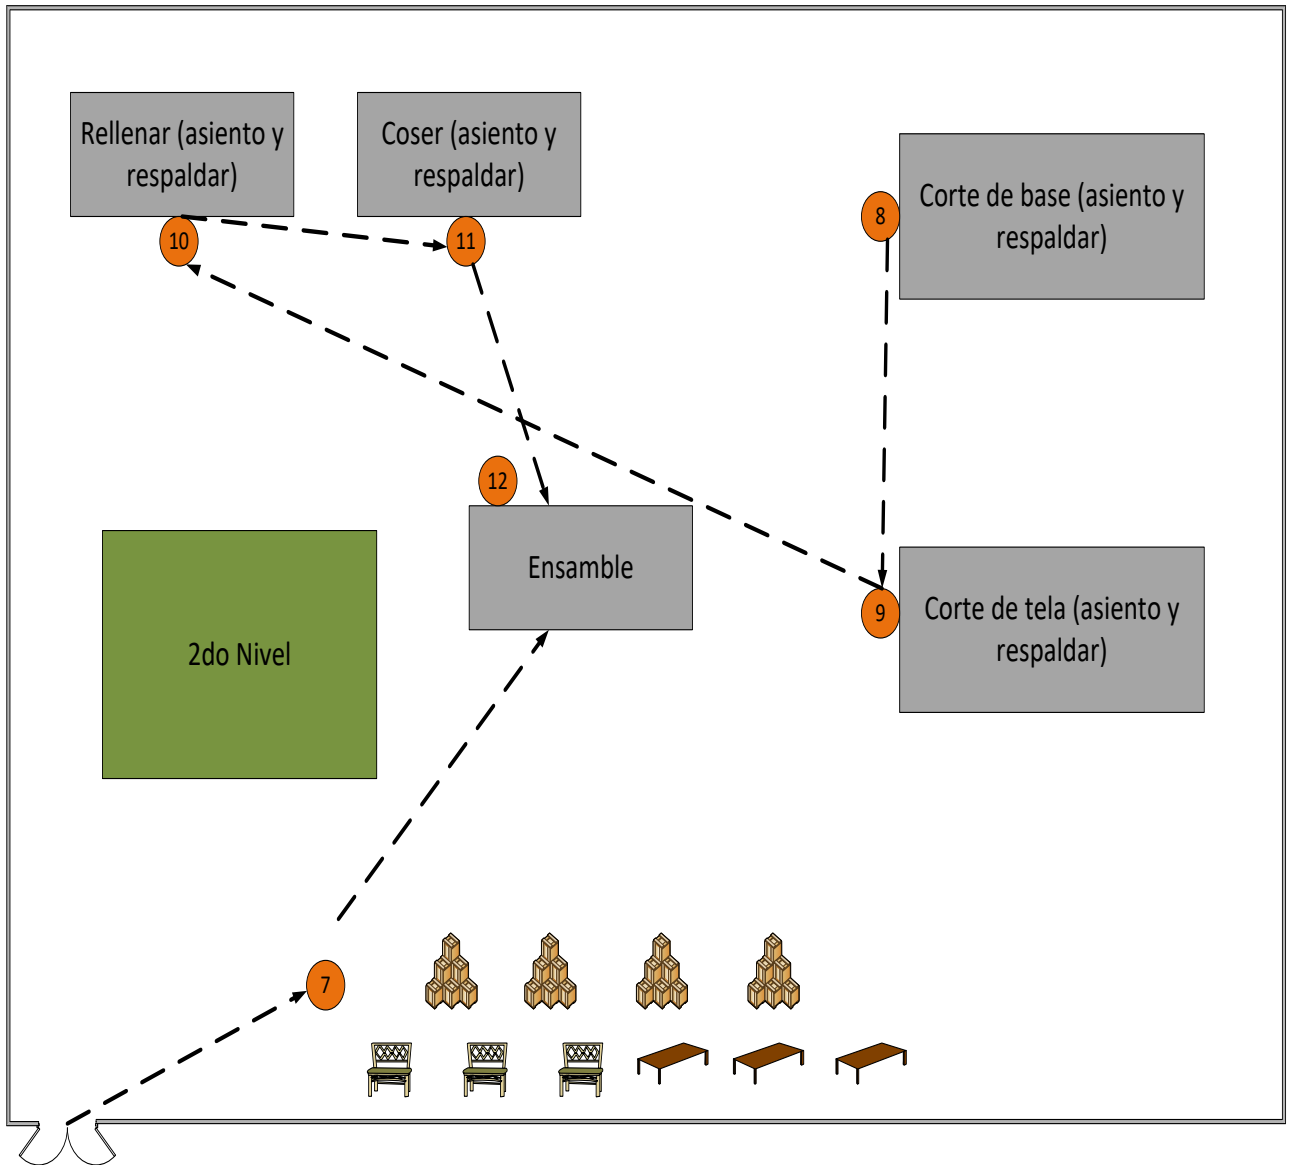 Rellenar (asiento y
respaldar)
Coser (asiento y
respaldar)
Corte de base (asiento y
respaldar)
8
10
11
12
Ensamble
Corte de tela (asiento y
respaldar)
9
2do Nivel
7